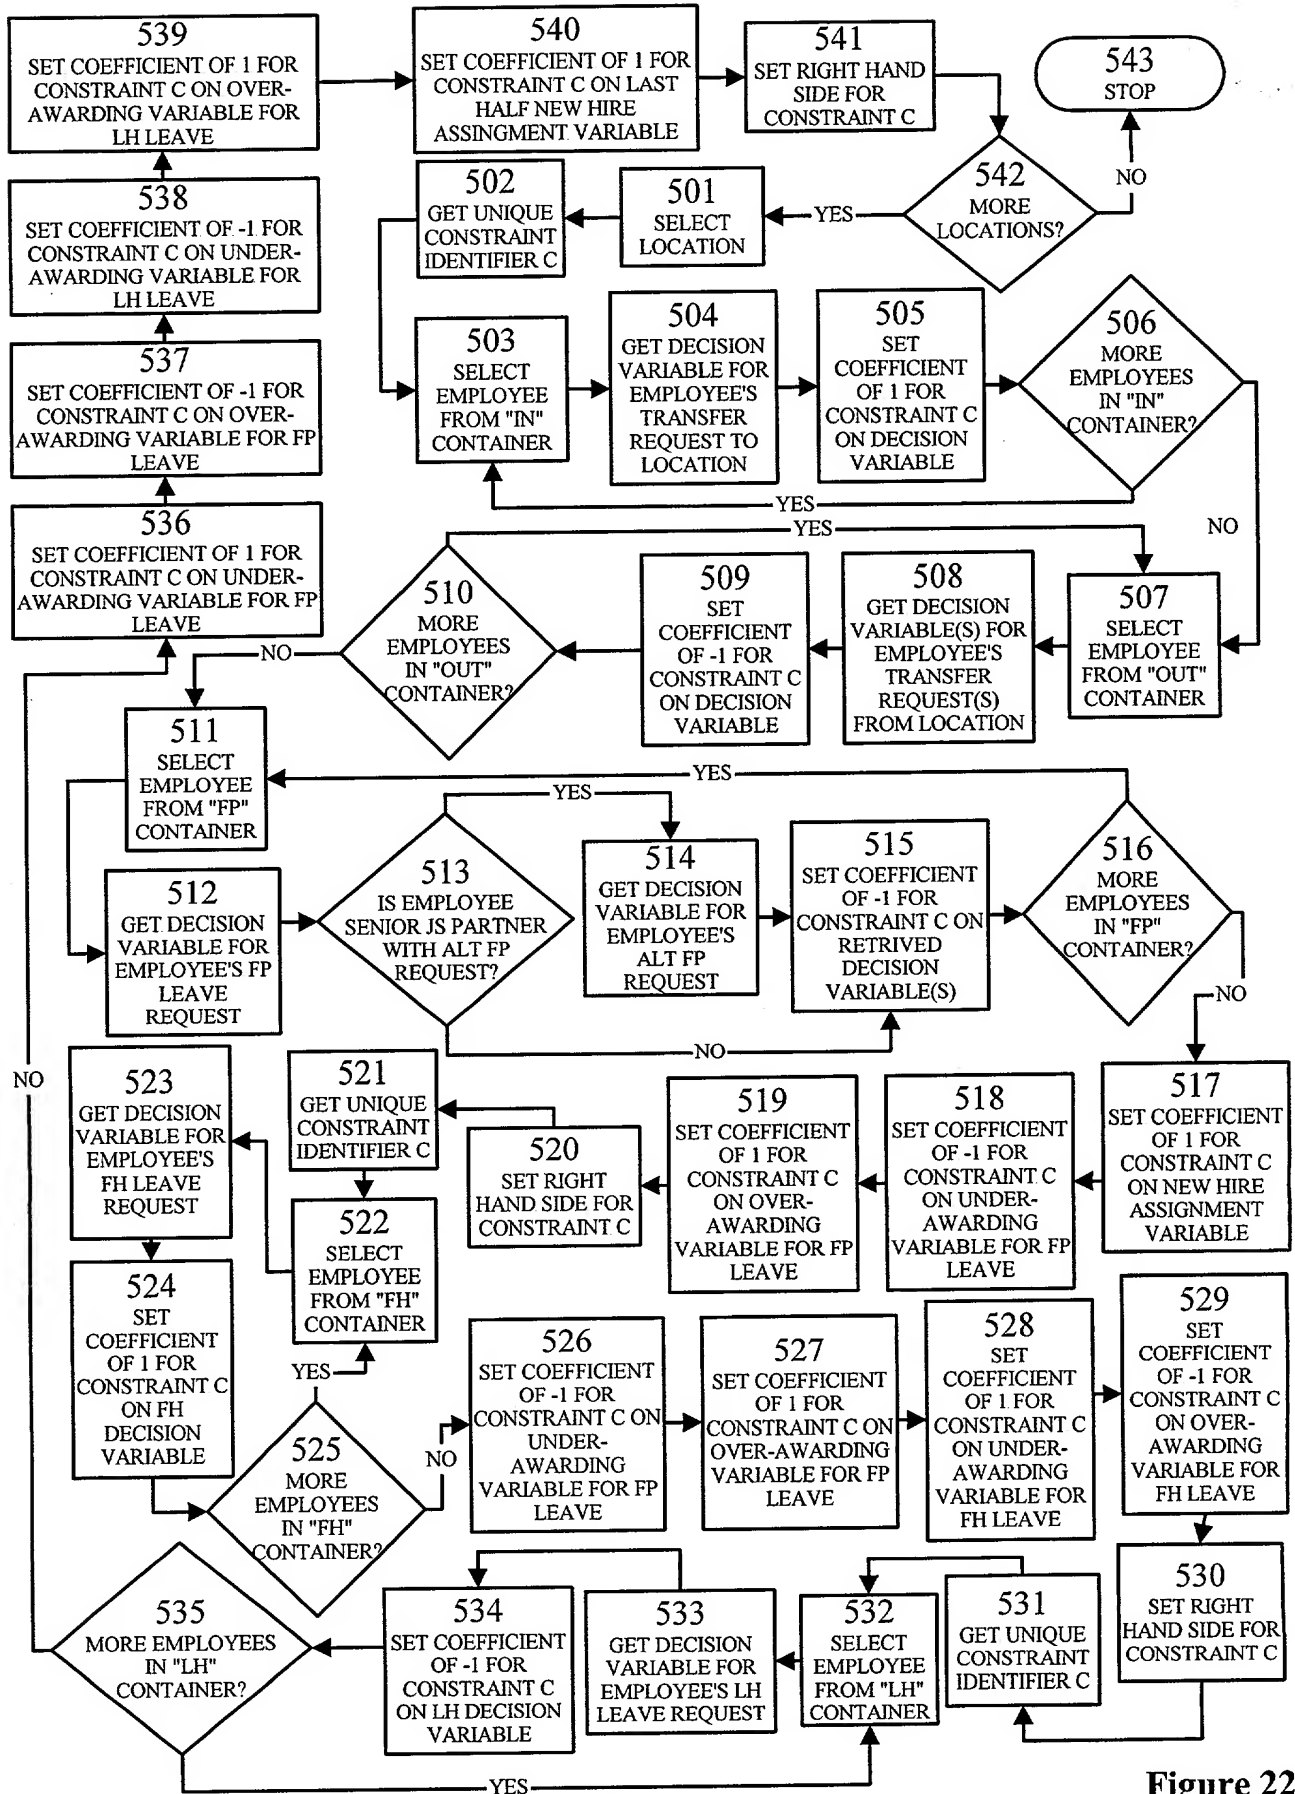 539
SET COEFFICIENT OF 1 FOR
CONSTRAINT C ON OVER-
AWARDING VARIABLE FOR
LH LEAVE
540
SET COEFFICIENT OF 1 FOR
CONSTRAINT C ON LAST
HALF NEW HIRE
ASSINGMENT VARIABLE
541
SET RIGHT HAND
SIDE FOR
CONSTRAINT C
543
STOP
542
MORE
LOCATIONS?
NO
YES
501
SELECT
LOCATION
502
GET UNIQUE
CONSTRAINT
IDENTIFIER C
538
SET COEFFICIENT OF -1 FOR
CONSTRAINT C ON UNDER-
AWARDING VARIABLE FOR
LH LEAVE
503
SELECT
EMPLOYEE
FROM "IN"
CONTAINER
504
GET DECISION
VARIABLE FOR
EMPLOYEE'S
TRANSFER
REQUEST TO
LOCATION
505
SET
COEFFICIENT
OF 1 FOR
CONSTRAINT C
ON DECISION
VARIABLE
506
MORE
EMPLOYEES
IN "IN"
CONTAINER?
YES
NO
537
SET COEFFICIENT OF -1 FOR
CONSTRAINT C ON OVER-
AWARDING VARIABLE FOR FP
LEAVE
536
SET COEFFICIENT OF 1 FOR
CONSTRAINT C ON UNDER-
AWARDING VARIABLE FOR FP
LEAVE
YES
510
MORE
EMPLOYEES
IN "OUT"
CONTAINER?
NO
509
SET
COEFFICIENT
OF -1 FOR
CONSTRAINT C
ON DECISION
VARIABLE
508
GET DECISION
VARIABLE(S) FOR
EMPLOYEE'S
TRANSFER
REQUEST(S)
FROM LOCATION
507
SELECT
EMPLOYEE
FROM "OUT"
CONTAINER
511
SELECT
EMPLOYEE
FROM "FP"
CONTAINER
YES
512
GET DECISION
VARIABLE FOR
EMPLOYEE'S FP
LEAVE
REQUEST
513
IS EMPLOYEE
SENIOR JS PARTNER
WITH ALT FP
REQUEST?
YES
NO
514
GET DECISION
VARIABLE FOR
EMPLOYEE'S
ALT FP
REQUEST
515
SET COEFFICIENT
OF -1 FOR
CONSTRAINT C ON
RETRIVED
DECISION
VARIABLE(S)
516
MORE
EMPLOYEES
IN "FP"
CONTAINER?
NO
NO
523
GET DECISION
VARIABLE FOR
EMPLOYEE'S
FH LEAVE
REQUEST
521
GET UNIQUE
CONSTRAINT
IDENTIFIER C
520
SET RIGHT
HAND SIDE FOR
CONSTRAINT C
519
SET COEFFICIENT
OF 1 FOR
CONSTRAINT C
ON OVER-
AWARDING
VARIABLE FOR FP
LEAVE
518
SET COEFFICIENT
OF -1 FOR
CONSTRAINT C
ON UNDER-
AWARDING
VARIABLE FOR FP
LEAVE
517
SET COEFFICIENT
OF 1 FOR
CONSTRAINT C
ON NEW HIRE
ASSIGNMENT
VARIABLE
522
SELECT
EMPLOYEE
FROM "FH"
CONTAINER
524
SET
COEFFICIENT
OF 1 FOR
CONSTRAINT C
ON FH
DECISION
VARIABLE
YES
525
MORE
EMPLOYEES
IN "FH"
CONTAINER?
NO
526
SET COEFFICIENT
OF -1 FOR
CONSTRAINT C ON
UNDER-
AWARDING
VARIABLE FOR FP
LEAVE
527
SET COEFFICIENT
OF 1 FOR
CONSTRAINT C ON
OVER-AWARDING
VARIABLE FOR FP
LEAVE
528
SET
COEFFICIENT
OF 1 FOR
CONSTRAINT C
ON UNDER-
AWARDING
VARIABLE FOR
FH LEAVE
529
SET
COEFFICIENT
OF -1 FOR
CONSTRAINT C
ON OVER-
AWARDING
VARIABLE FOR
FH LEAVE
535
MORE EMPLOYEES
IN "LH"
CONTAINER?
534
SET COEFFICIENT
OF -1 FOR
CONSTRAINT C
ON LH DECISION
VARIABLE
533
GET DECISION
VARIABLE FOR
EMPLOYEE'S LH
LEAVE REQUEST
532
SELECT
EMPLOYEE
FROM "LH"
CONTAINER
531
GET UNIQUE
CONSTRAINT
IDENTIFIER C
530
SET RIGHT
HAND SIDE FOR
CONSTRAINT C
YES
Figure 22